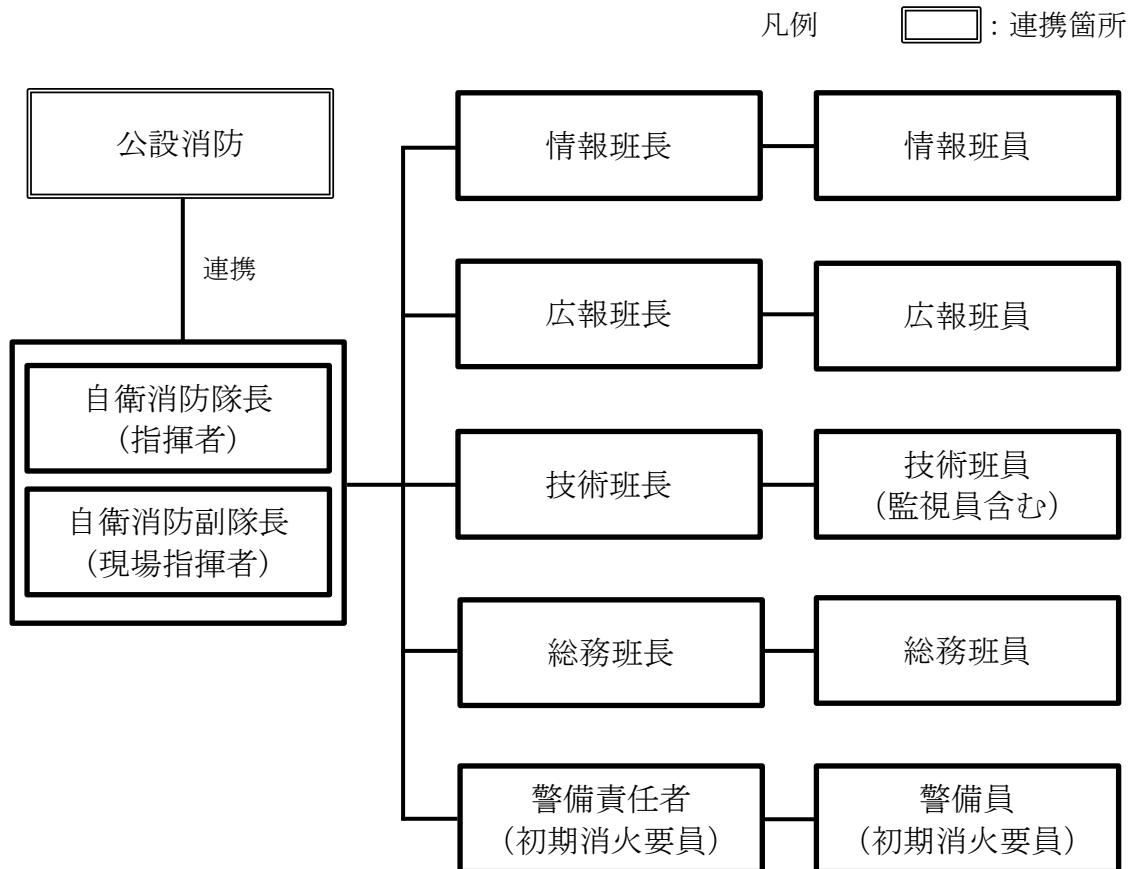 凡例
：連携箇所
公設消防
連携
自衛消防隊長
（指揮者）
自衛消防副隊長
（現場指揮者）
情報班長
情報班員
広報班長
広報班員
技術班長
技術班員
（監視員含む）
総務班長
総務班員
警備責任者
（初期消火要員）
警備員
（初期消火要員）